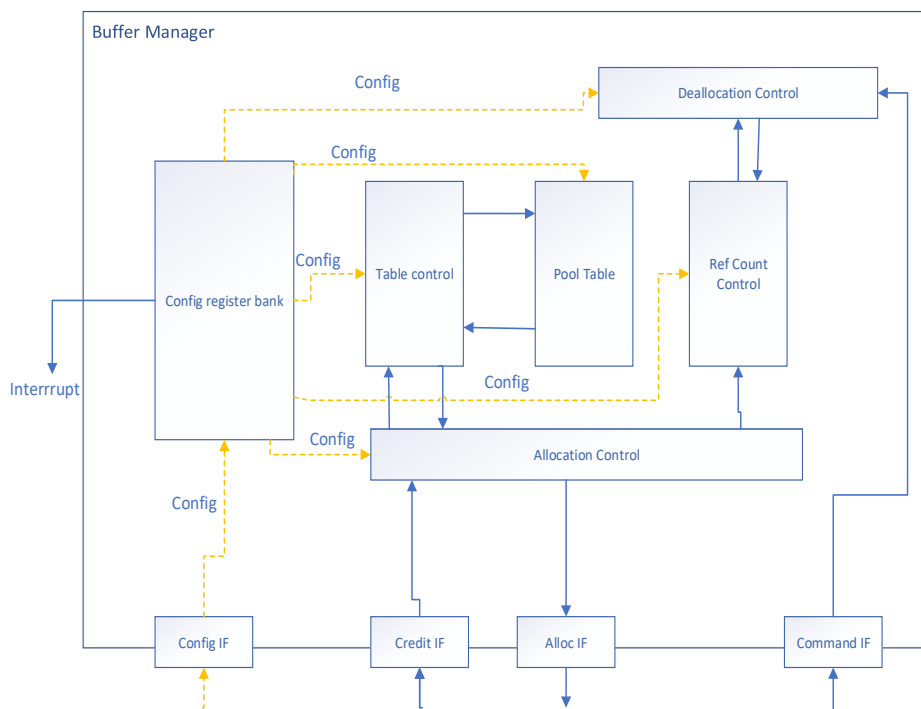 Buffer Manager
Config
Deallocation Control
Config
Config
Table control
Pool Table
Ref Count
Control
Config register bank
Interrrupt
Config
Config
Allocation Control
Config
Config IF
Credit IF
Alloc IF
Command IF